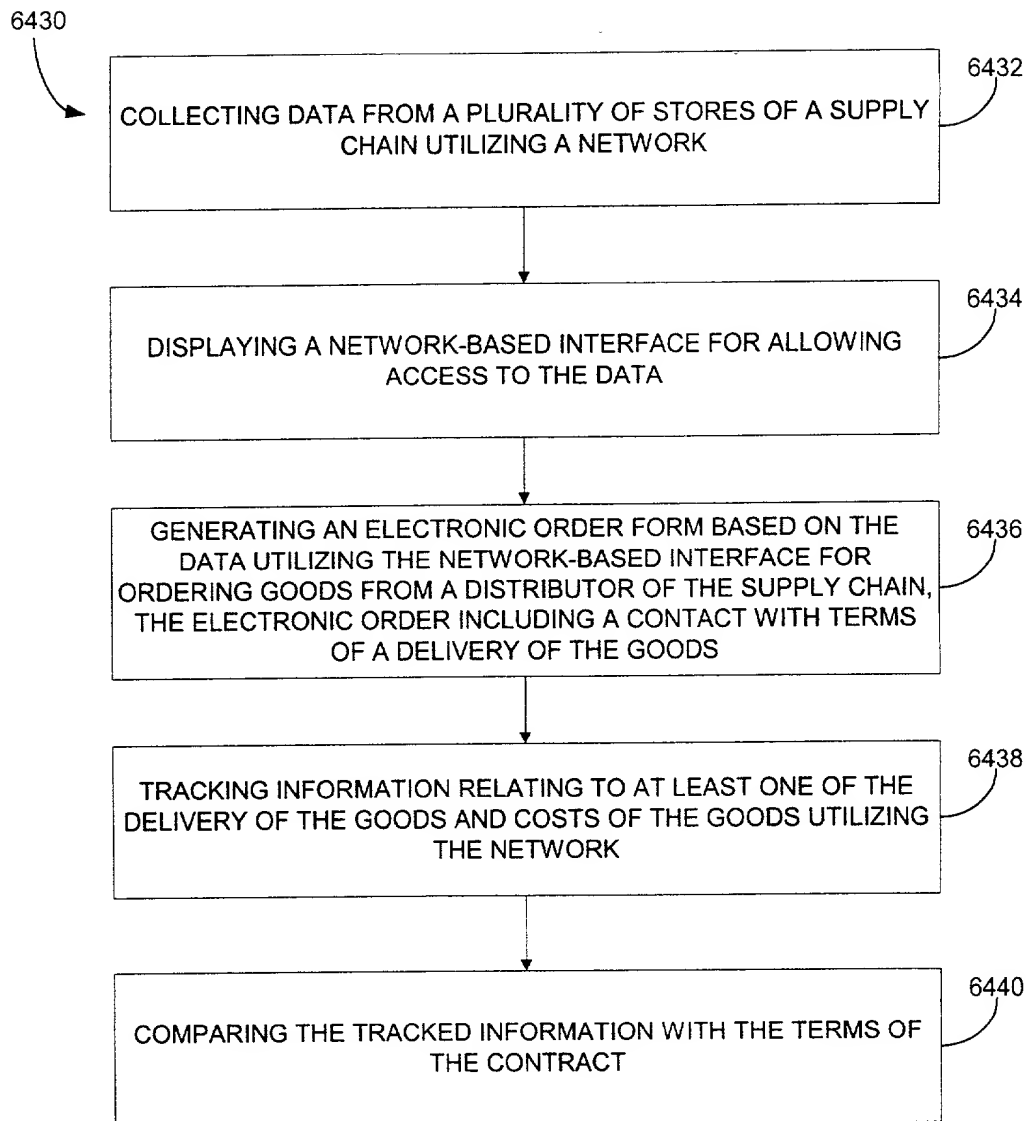 6430
6432
COLLECTING DATA FROM A PLURALITY OF STORES OF A SUPPLY
CHAIN UTILIZING A NETWORK
6434
DISPLAYING A NETWORK-BASED INTERFACE FOR ALLOWING
ACCESS TO THE DATA
GENERATING AN ELECTRONIC ORDER FORM BASED ON THE
DATA UTILIZING THE NETWORK-BASED INTERFACE FOR
6436
ORDERING GOODS FROM A DISTRIBUTOR OF THE SUPPLY CHAIN,
THE ELECTRONIC ORDER INCLUDING A CONTACT WITH TERMS
OF A DELIVERY OF THE GOODS
6438
TRACKING INFORMATION RELATING TO AT LEAST ONE OF THE
DELIVERY OF THE GOODS AND COSTS OF THE GOODS UTILIZING
THE NETWORK
6440
COMPARING THE TRACKED INFORMATION WITH THE TERMS OF
THE CONTRACT